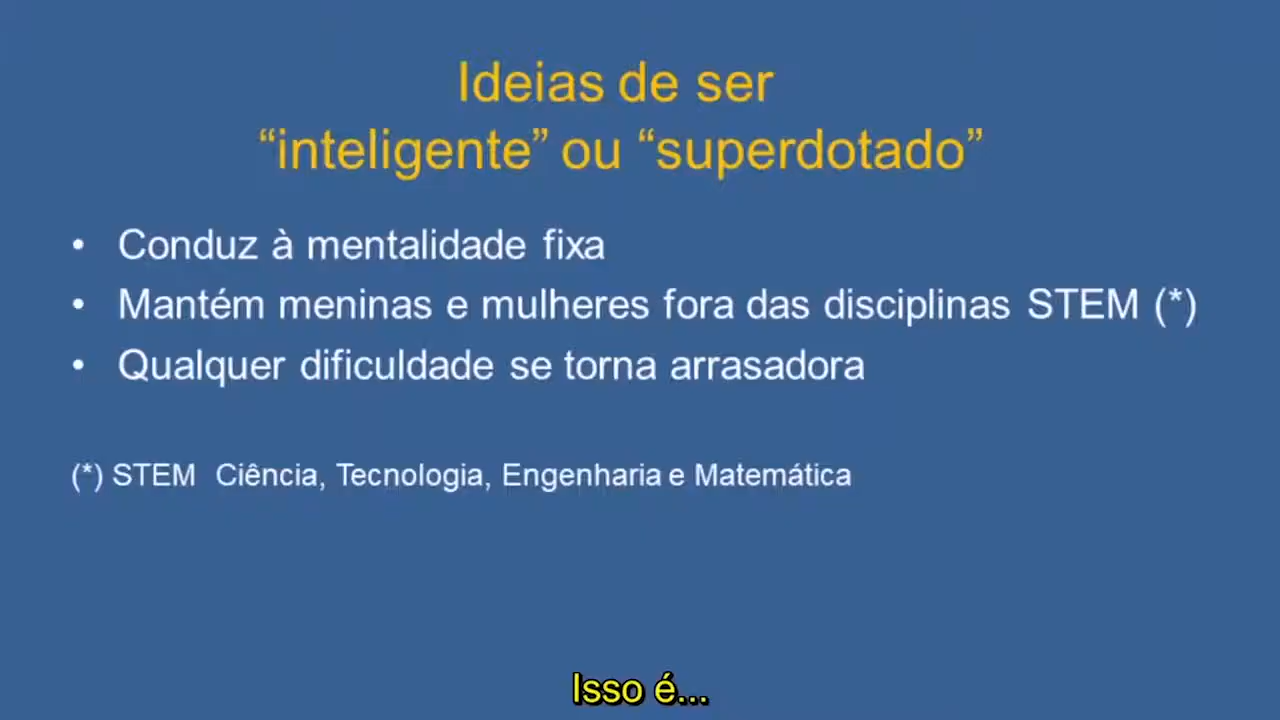 Ideias de ser
“inteligente” ou “superdotado”
• Conduz à mentalidade fixa
• Mantém meninas e mulheres fora das disciplinas STEM (*)
• Qualquer dificuldade se torna arrasadora
(*) STEM Ciência, Tecnologia, Engenharia e Matemática
Isso é...